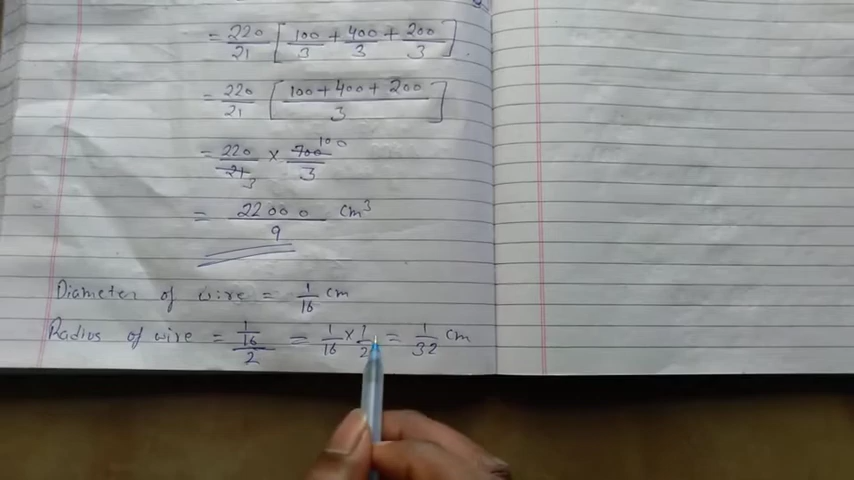 = 220/21 [ 100/3 + 400/3 + 200/3 ]
= 220/21 [ (100 + 400 + 200)/3 ]
= 220/21 3 × 700/3 100
= 22000/9 cm³
Diameter of wire = 1/16 cm
Radius of wire = (1/16)/2 = 1/16 × 1/2 = 1/32 cm